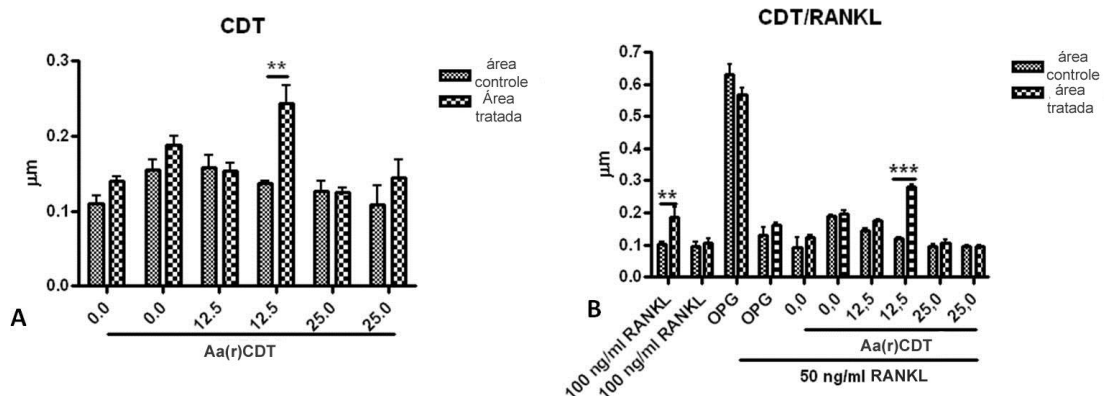 CDT
0.3
0.2
0.1
0.0
μm
**
área
controle
Área
tratada
0.0
0.0
12.5
12.5
25.0
25.0
Aa(r)CDT
A
CDT/RANKL
0.7
0.6
0.5
0.4
0.3
0.2
0.1
0.0
μm
**
***
área
controle
área
tratada
100 ng/ml RANKL
100 ng/ml RANKL
OPG
OPG
0,0
0,0
12,5
12,5
25,0
25,0
Aa(r)CDT
50 ng/ml RANKL
B